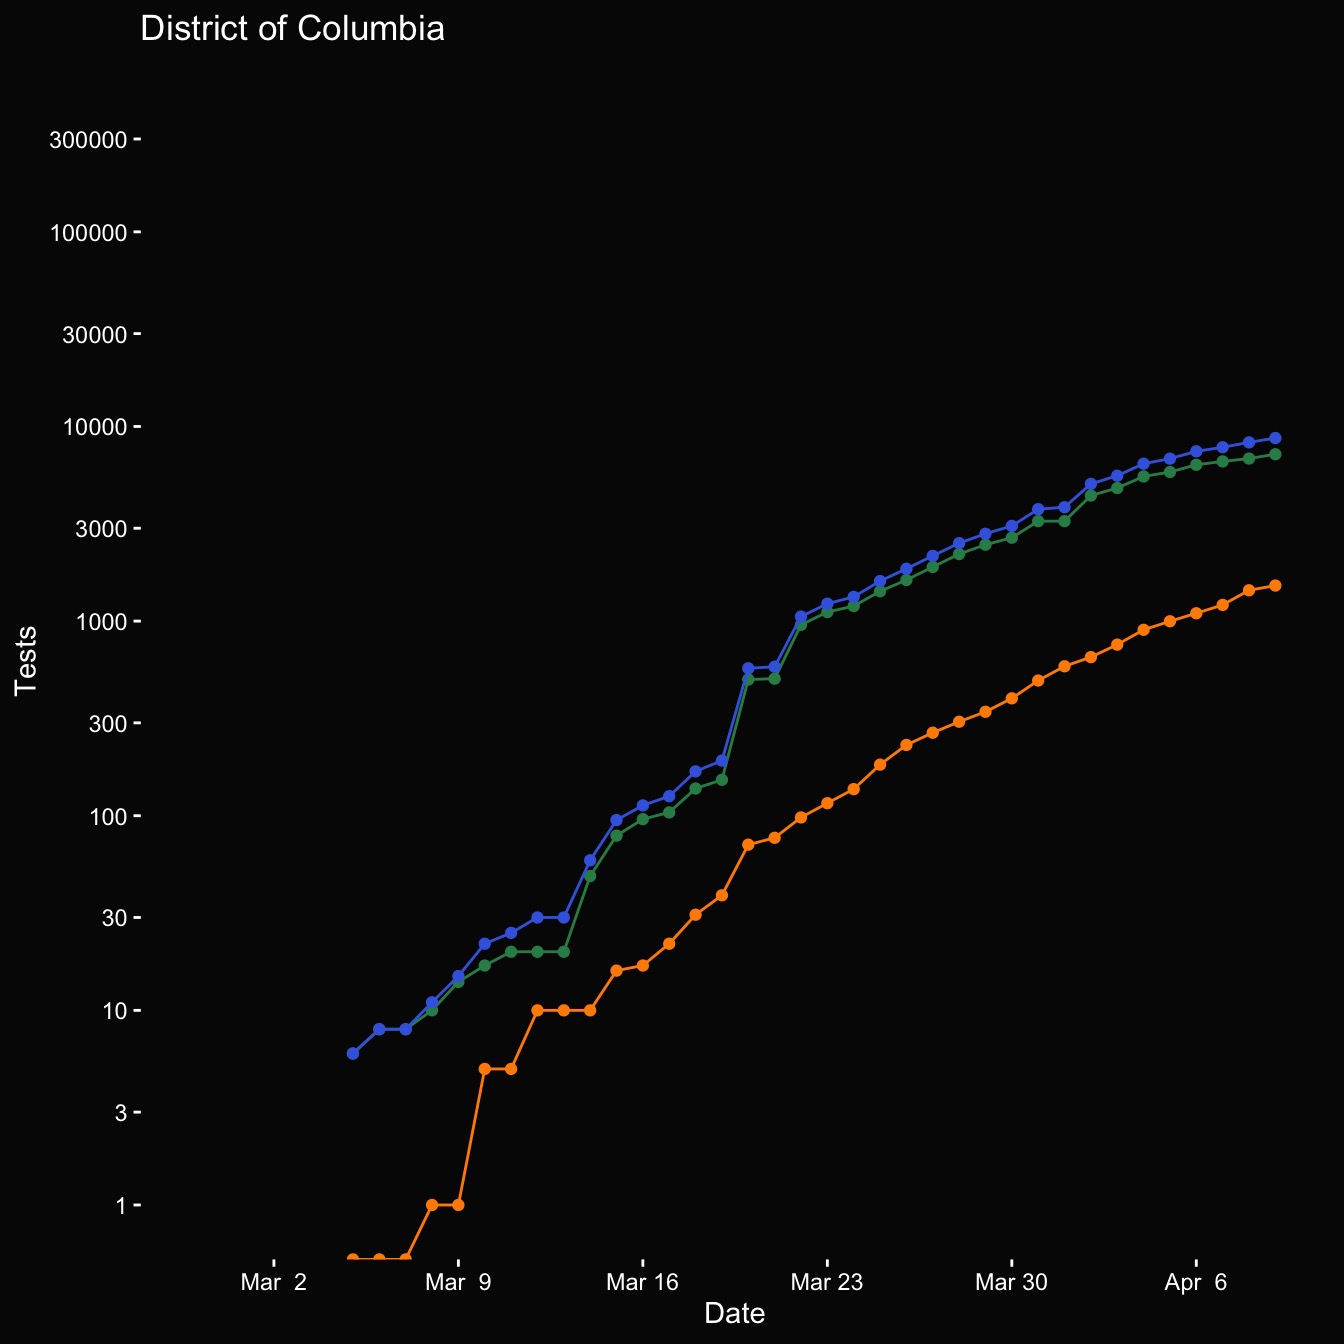 District of Columbia
300000
100000
30000
10000
3000
1000
300
100
30
10
3
1
Tests
Mar 2
Mar 9
Mar 16
Mar 23
Mar 30
Apr 6
Date